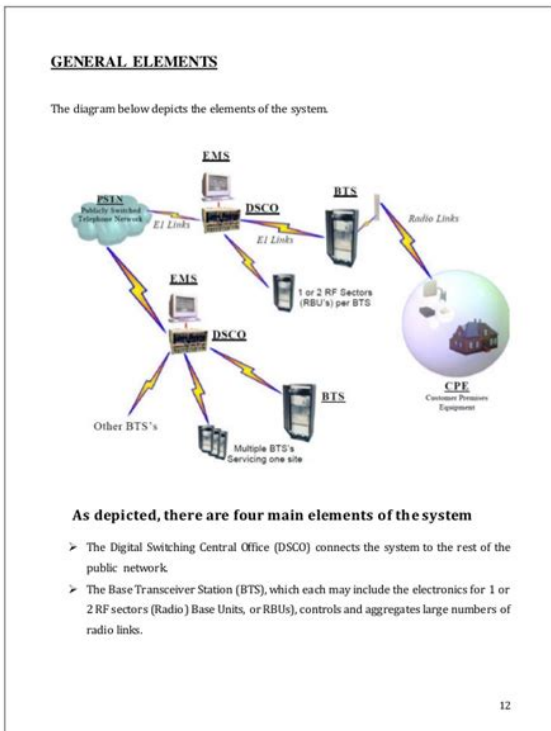 GENERAL ELEMENTS
The diagram below depicts the elements of the system.
EMS
PSTN
Publicly Switched
Telephone Network
E1 Links
DSCO
E1 Links
BTS
Radio Links
1 or 2 RF Sectors
(RBU's) per BTS
EMS
DSCO
BTS
CPE
Customer Premises
Equipment
Other BTS's
Multiple BTS's
Servicing one site
As depicted, there are four main elements of the system
➢ The Digital Switching Central Office (DSCO) connects the system to the rest of the
public network.
➢ The Base Transceiver Station (BTS), which each may include the electronics for 1 or
2 RF sectors (Radio) Base Units, or RBUs), controls and aggregates large numbers of
radio links.
12